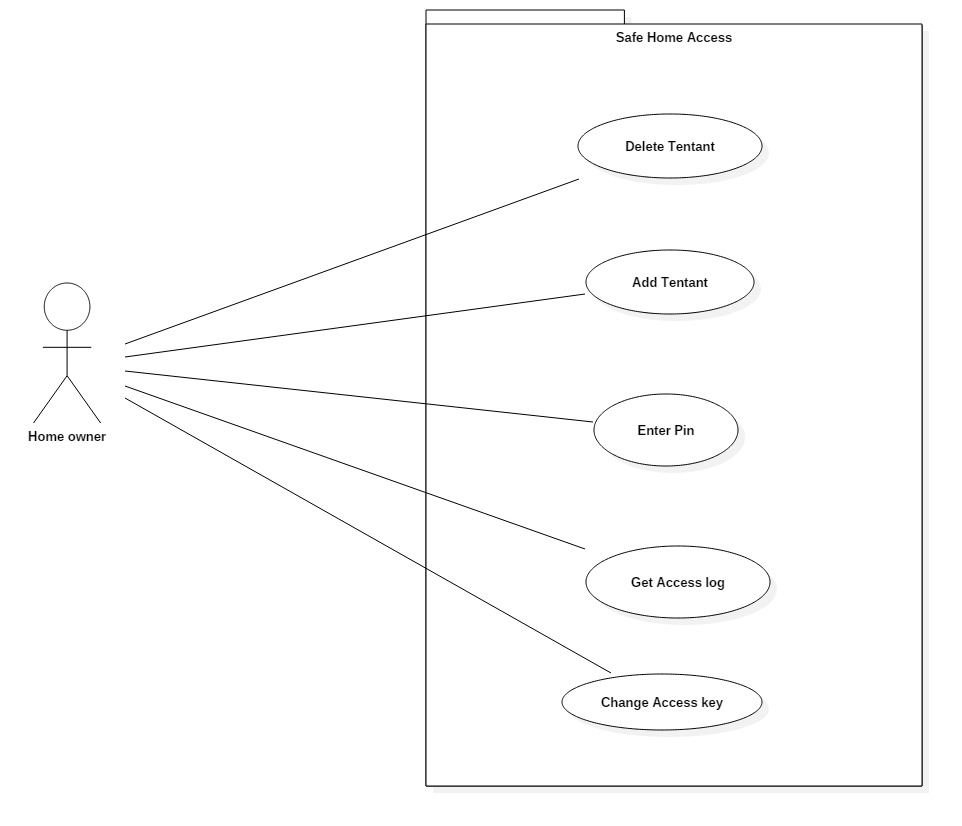 Safe Home Access
Delete Tentant
Add Tentant
Enter Pin
Home owner
Get Access log
Change Access key